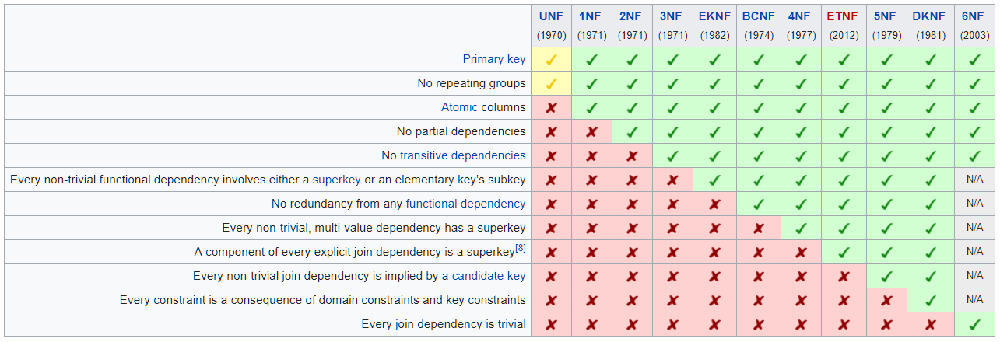 UNF 1NF 2NF 3NF EKNF BCNF 4NF ETNF 5NF DKNF 6NF
(1970) (1971) (1971) (1971) (1982) (1974) (1977) (2012) (1979) (1981) (2003)
Primary key ✓ ✓ ✓ ✓ ✓ ✓ ✓ ✓ ✓ ✓ ✓
No repeating groups ✓ ✓ ✓ ✓ ✓ ✓ ✓ ✓ ✓ ✓ ✓
Atomic columns ✗ ✓ ✓ ✓ ✓ ✓ ✓ ✓ ✓ ✓ ✓
No partial dependencies ✗ ✗ ✓ ✓ ✓ ✓ ✓ ✓ ✓ ✓ ✓
No transitive dependencies ✗ ✗ ✗ ✓ ✓ ✓ ✓ ✓ ✓ ✓ ✓
Every non-trivial functional dependency involves either a superkey or an elementary key's subkey ✗ ✗ ✗ ✗ ✓ ✓ ✓ ✓ ✓ ✓ N/A
No redundancy from any functional dependency ✗ ✗ ✗ ✗ ✗ ✓ ✓ ✓ ✓ ✓ N/A
Every non-trivial, multi-value dependency has a superkey ✗ ✗ ✗ ✗ ✗ ✗ ✓ ✓ ✓ ✓ N/A
A component of every explicit join dependency is a superkey[8] ✗ ✗ ✗ ✗ ✗ ✗ ✗ ✓ ✓ ✓ N/A
Every non-trivial join dependency is implied by a candidate key ✗ ✗ ✗ ✗ ✗ ✗ ✗ ✗ ✓ ✓ N/A
Every constraint is a consequence of domain constraints and key constraints ✗ ✗ ✗ ✗ ✗ ✗ ✗ ✗ ✗ ✓ N/A
Every join dependency is trivial ✗ ✗ ✗ ✗ ✗ ✗ ✗ ✗ ✗ ✗ ✓